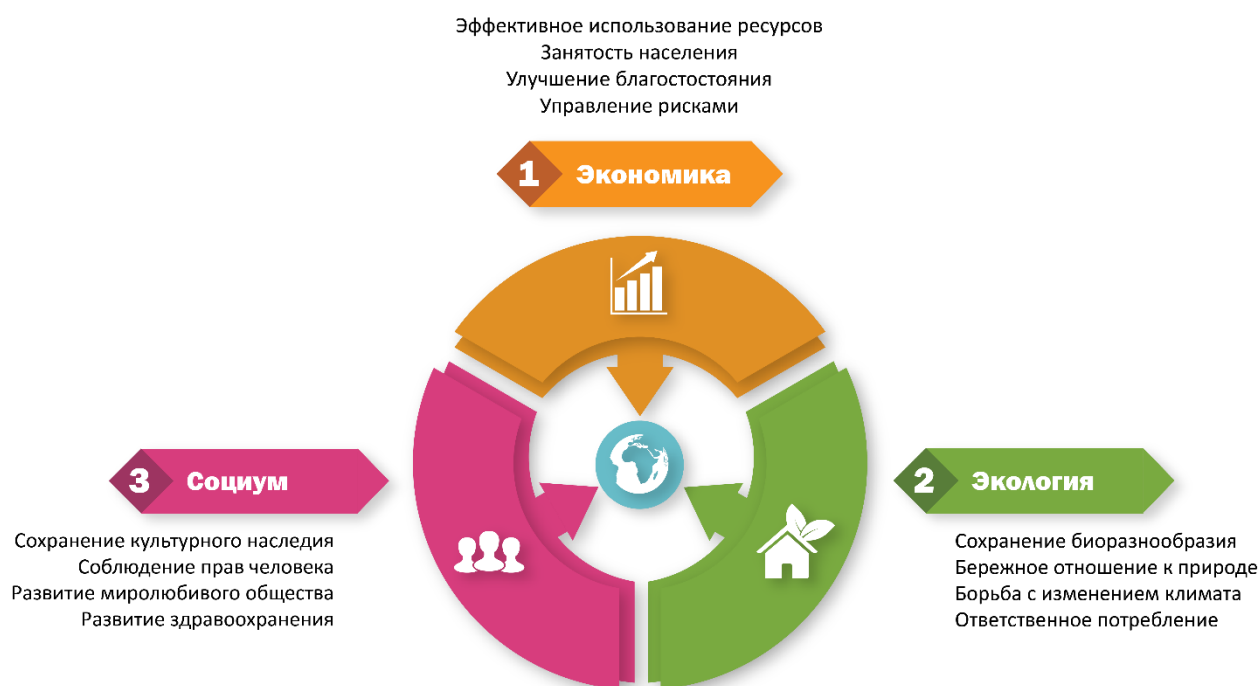 Эффективное использование ресурсов
Занятость населения
Улучшение благостостояния
Управление рисками
1 Экономика
3 Социум
Сохранение культурного наследия
Соблюдение прав человека
Развитие миролюбивого общества
Развитие здравоохранения
2 Экология
Сохранение биоразнообразия
Бережное отношение к природе
Борьба с изменением климата
Ответственное потребление